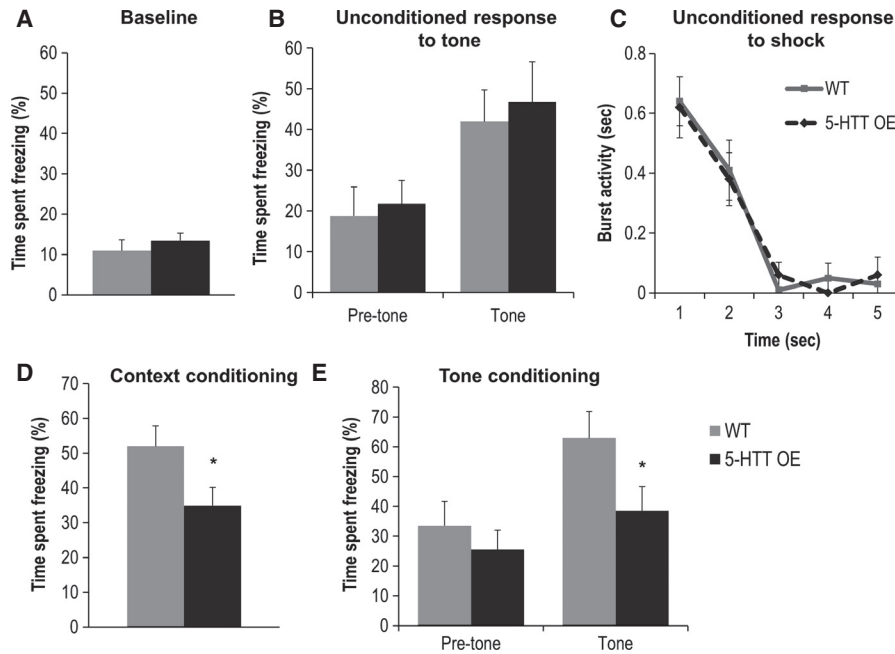 A
Baseline
Time spent freezing (%)
60
50
40
30
20
10
0
B
Unconditioned response
to tone
Time spent freezing (%)
60
50
40
30
20
10
0
Pre-tone
Tone
C
Unconditioned response
to shock
Burst activity (sec)
0.8
0.6
0.4
0.2
0
WT
5-HTT OE
1 2 3 4 5
Time (sec)
D
Context conditioning
Time spent freezing (%)
70
60
50
40
30
20
10
0
*
E
Tone conditioning
Time spent freezing (%)
80
70
60
50
40
30
20
10
0
*
Pre-tone
Tone
WT
5-HTT OE